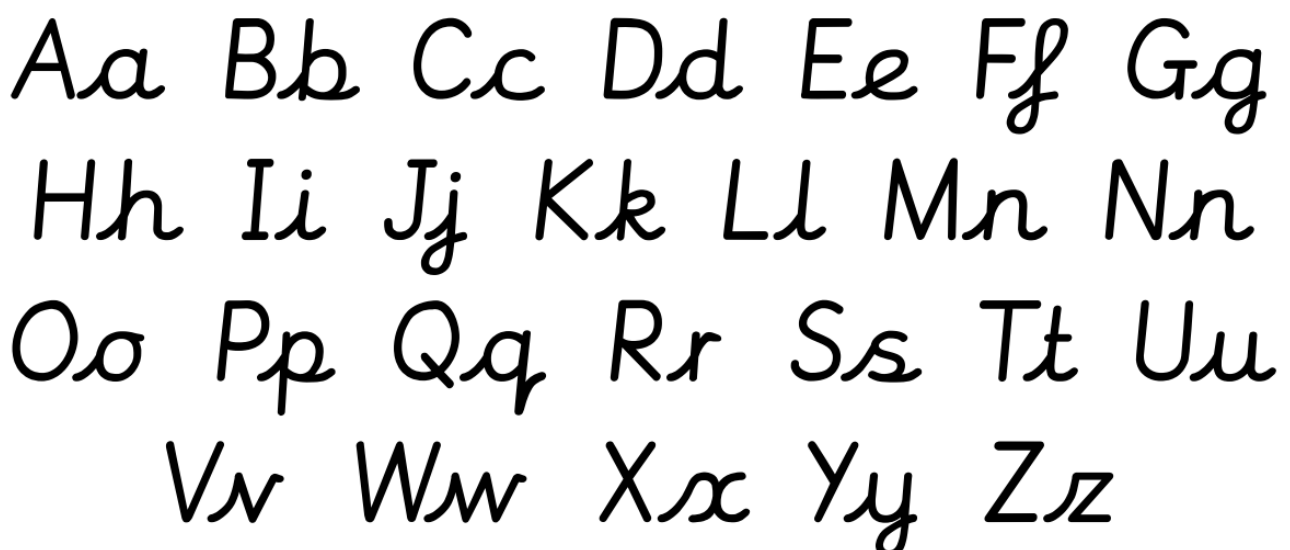 Aa Bb Cc Dd Ee Ff Gg
Hh Ii Jj Kk Ll Mn Nn
Oo Pp Qq Rr Ss Tt Uu
Vv Ww Xx Yy Zz